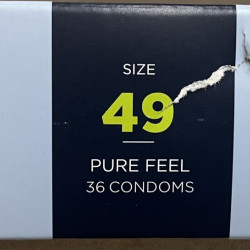 SIZE
49
PURE FEEL
36 CONDOMS